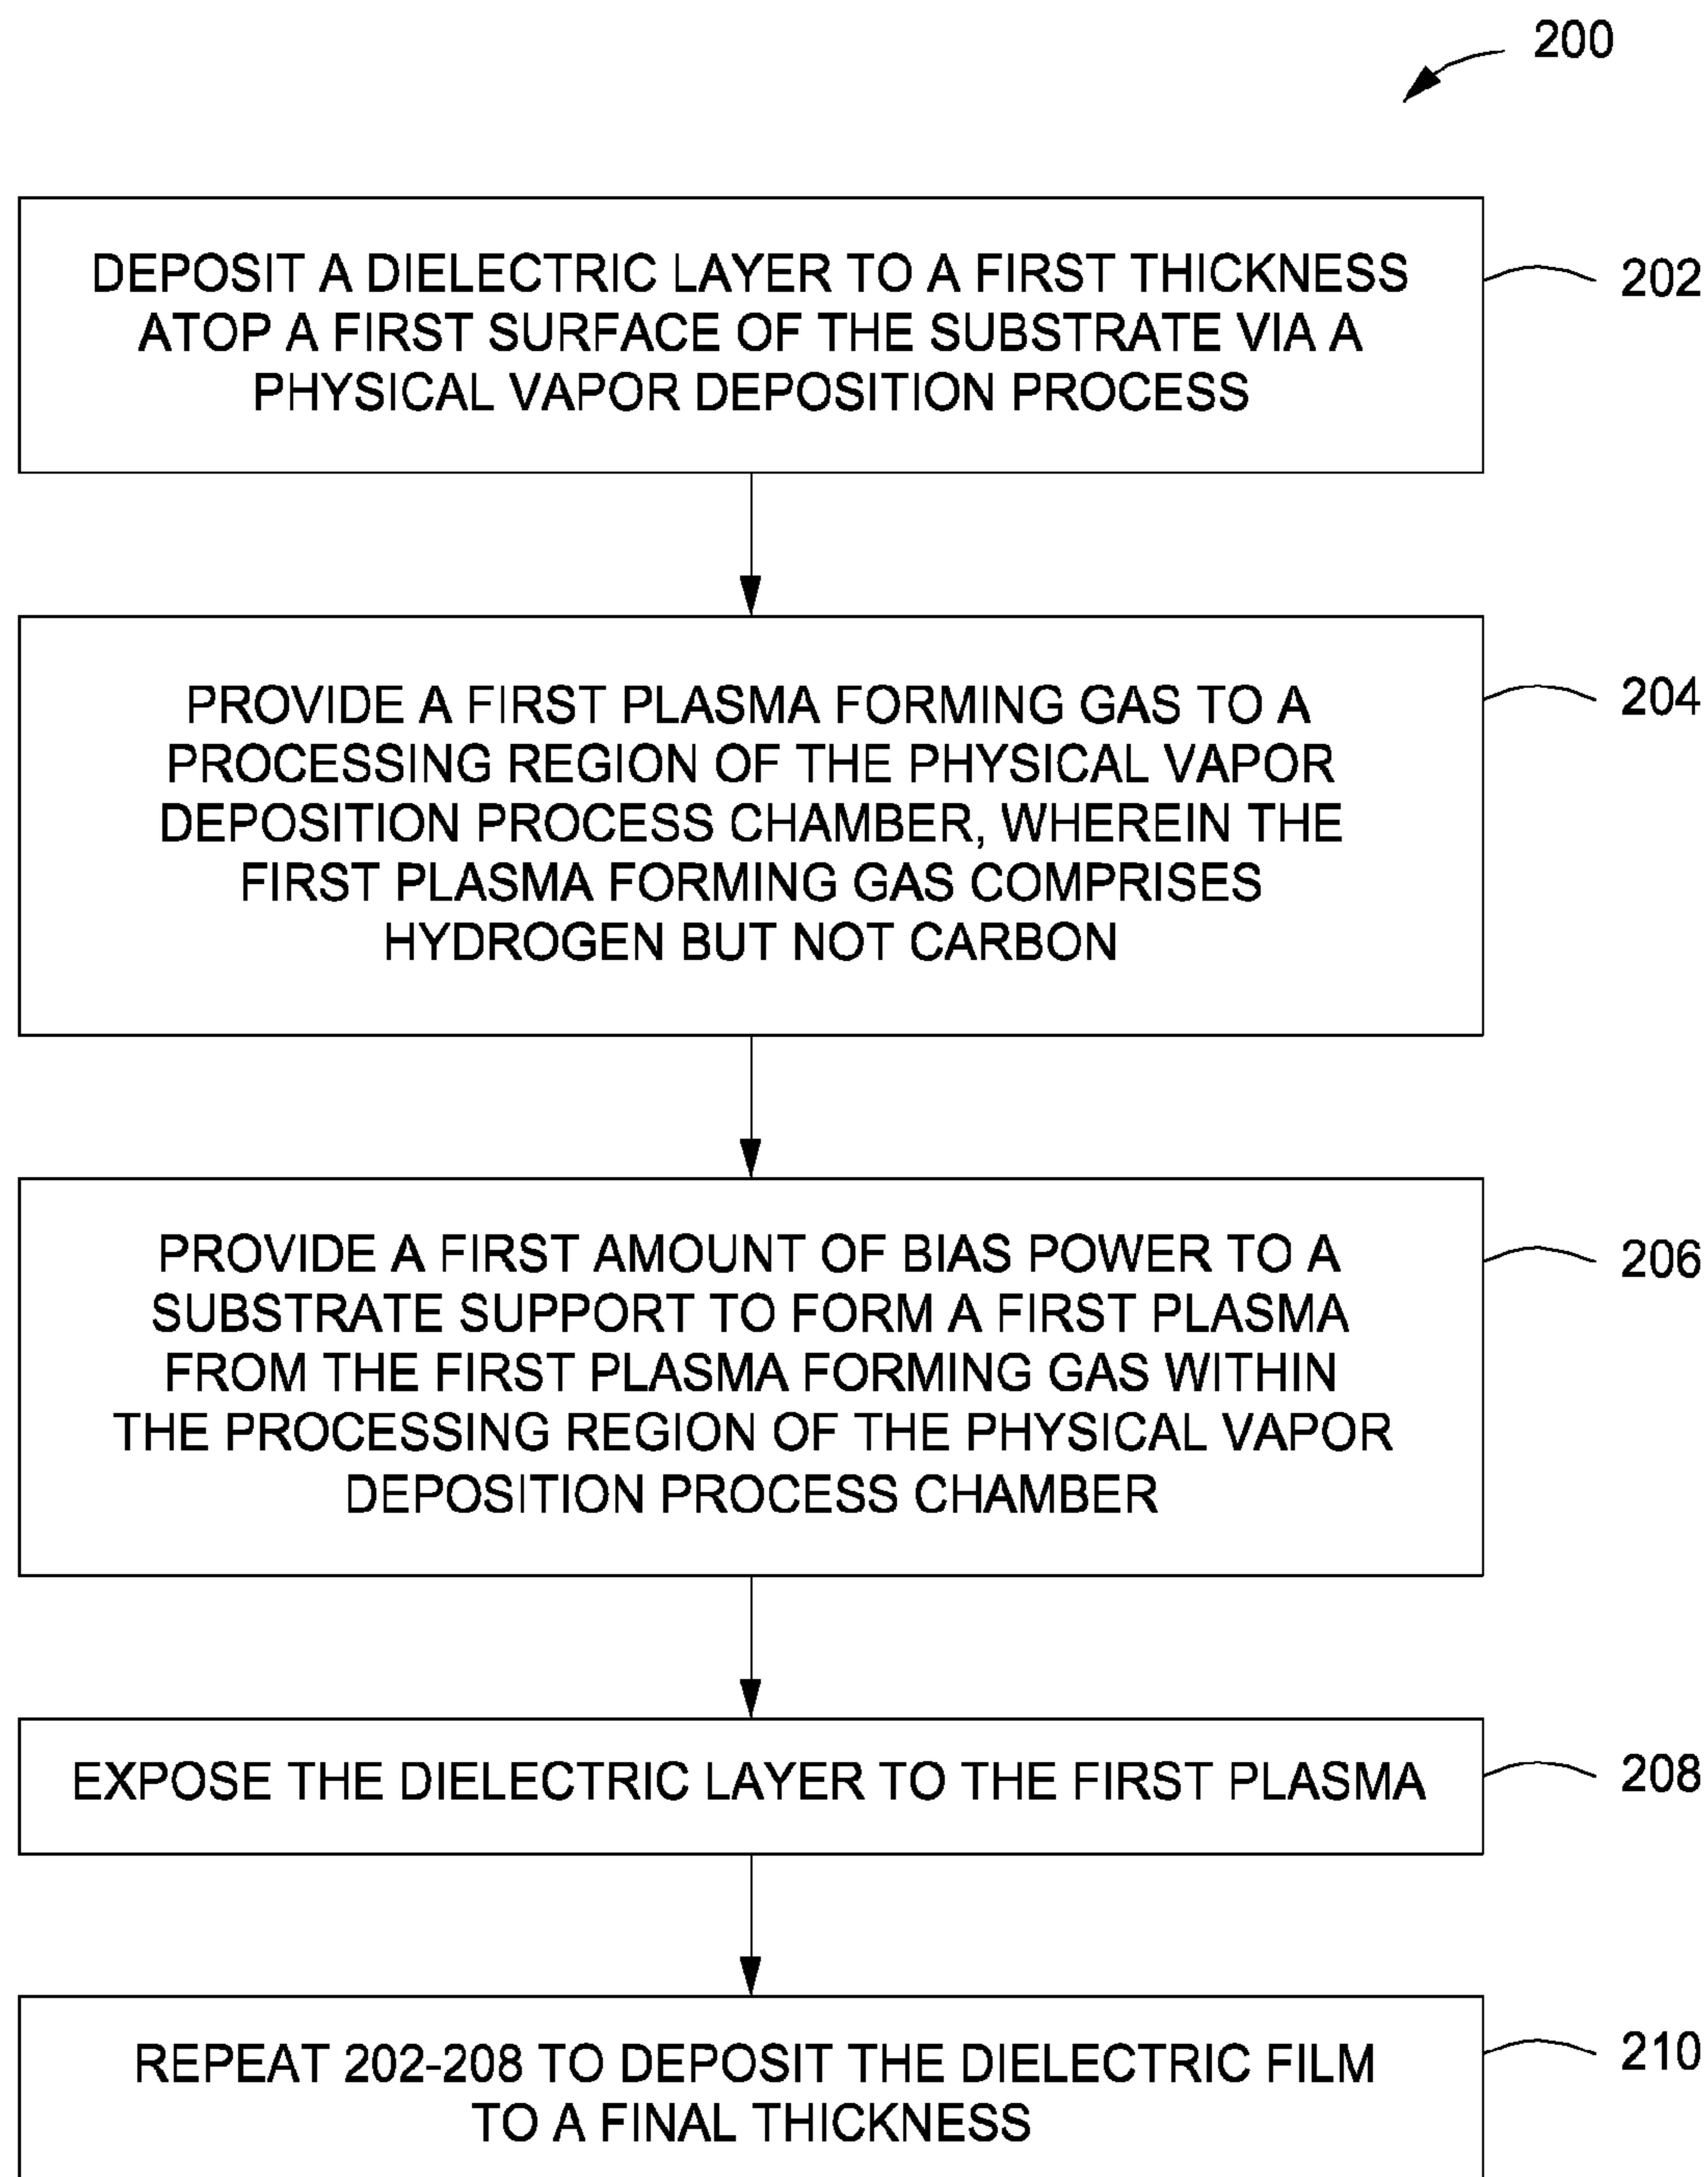 200
DEPOSIT A DIELECTRIC LAYER TO A FIRST THICKNESS
ATOP A FIRST SURFACE OF THE SUBSTRATE VIA A
PHYSICAL VAPOR DEPOSITION PROCESS
202
PROVIDE A FIRST PLASMA FORMING GAS TO A
PROCESSING REGION OF THE PHYSICAL VAPOR
DEPOSITION PROCESS CHAMBER, WHEREIN THE
FIRST PLASMA FORMING GAS COMPRISES
HYDROGEN BUT NOT CARBON
204
PROVIDE A FIRST AMOUNT OF BIAS POWER TO A
SUBSTRATE SUPPORT TO FORM A FIRST PLASMA
FROM THE FIRST PLASMA FORMING GAS WITHIN
THE PROCESSING REGION OF THE PHYSICAL VAPOR
DEPOSITION PROCESS CHAMBER
206
EXPOSE THE DIELECTRIC LAYER TO THE FIRST PLASMA
208
REPEAT 202-208 TO DEPOSIT THE DIELECTRIC FILM
TO A FINAL THICKNESS
210